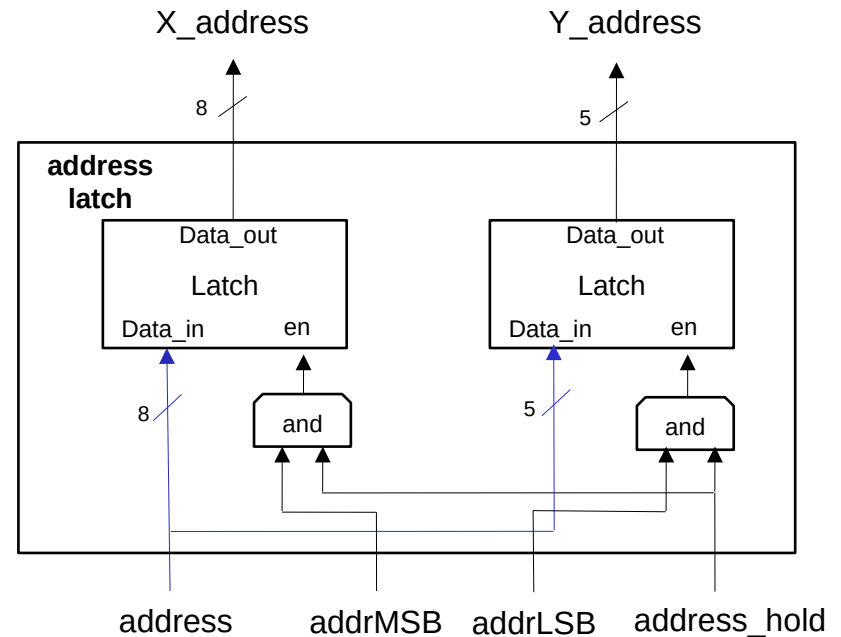 X_address
Y_address
8
5
address
latch
Data_out
Data_out
Latch
Latch
Data_in
en
Data_in
en
8
5
and
and
address
addrMSB
addrLSB
address_hold